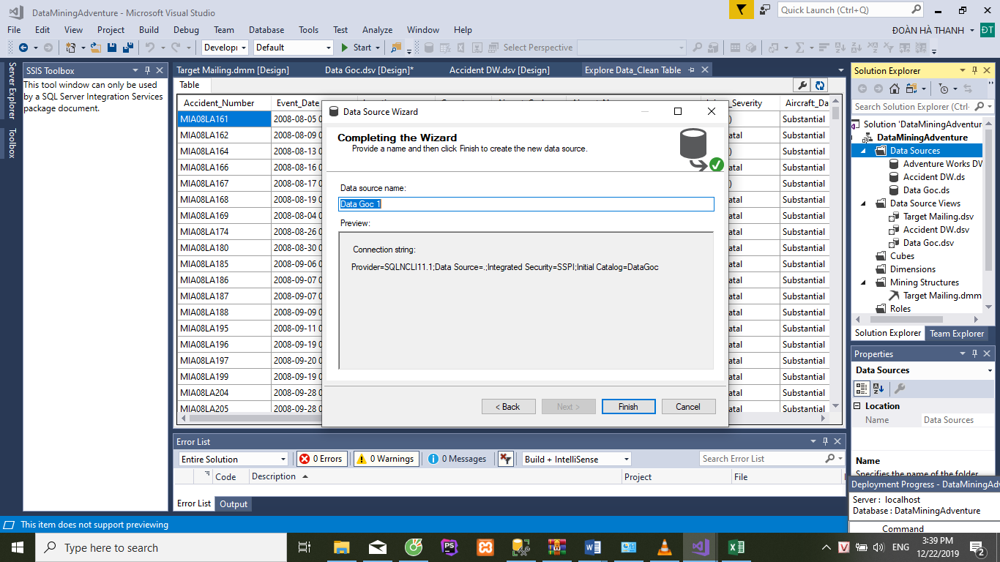 DataMiningAdventure - Microsoft Visual Studio
Quick Launch (Ctrl+Q)
File Edit View Project Build Debug Team Database Tools Test Analyze Window Help
ĐOÀN HÀ THANH ĐT
Develop Default Start Select Perspective
Server Explorer
Toolbox
SSIS Toolbox
This tool window can only be used
by a SQL Server Integration Services
package document.
Target Mailing.dmm [Design] Data Goc.dsv [Design]* Accident DW.dsv [Design] Explore Data_Clean Table
Table
Accident_Number Event_Date _Severity Aircraft_Da
MIA08LA161 2008-08-05 0 ) Substantial
MIA08LA162 2008-08-09 0 atal Substantial
MIA08LA164 2008-08-13 0 ) Substantial
MIA08LA166 2008-08-16 0 atal Substantial
MIA08LA167 2008-08-17 0 ) Substantial
MIA08LA168 2008-08-19 0 atal Substantial
MIA08LA169 2008-08-04 0 atal Substantial
MIA08LA174 2008-08-26 0 atal Substantial
MIA08LA180 2008-08-30 0 atal Substantial
MIA08LA185 2008-09-06 0 atal Substantial
MIA08LA186 2008-09-07 0 atal Substantial
MIA08LA187 2008-09-07 0 atal Substantial
MIA08LA188 2008-09-09 0 atal Substantial
MIA08LA195 2008-09-11 0 atal Substantial
MIA08LA196 2008-09-19 0 atal Substantial
MIA08LA197 2008-09-20 0 atal Substantial
MIA08LA199 2008-09-19 0 atal Substantial
MIA08LA204 2008-09-28 0 atal Substantial
MIA08LA205 2008-09-28 0 atal Substantial
Data Source Wizard
Completing the Wizard
Provide a name and then click Finish to create the new data source.
Data source name:
Data Goc 1
Preview:
Connection string:
Provider=SQLNCLI11.1;Data Source=.;Integrated Security=SSPI;Initial Catalog=DataGoc
< Back Next > Finish Cancel
Solution Explorer
Search Solution Explorer (Ctrl+
Solution 'DataMiningAdventur
DataMiningAdventure
Data Sources
Adventure Works DW
Accident DW.ds
Data Goc.ds
Data Source Views
Target Mailing.dsv
Accident DW.dsv
Data Goc.dsv
Cubes
Dimensions
Mining Structures
Target Mailing.dmm
Roles
Solution Explorer Team Explorer
Properties
Data Sources
Location
Name Data Sources
Name
Specifies the name of the folder
Deployment Progress - DataMiningAdv
Server : localhost
Database : DataMiningAdventure
Command
Error List
Entire Solution 0 Errors 0 Warnings 0 Messages Build + IntelliSense Search Error List
Code Description Project File
Error List Output
This item does not support previewing
Type here to search
ENG 3:39 PM
12/22/2019 2